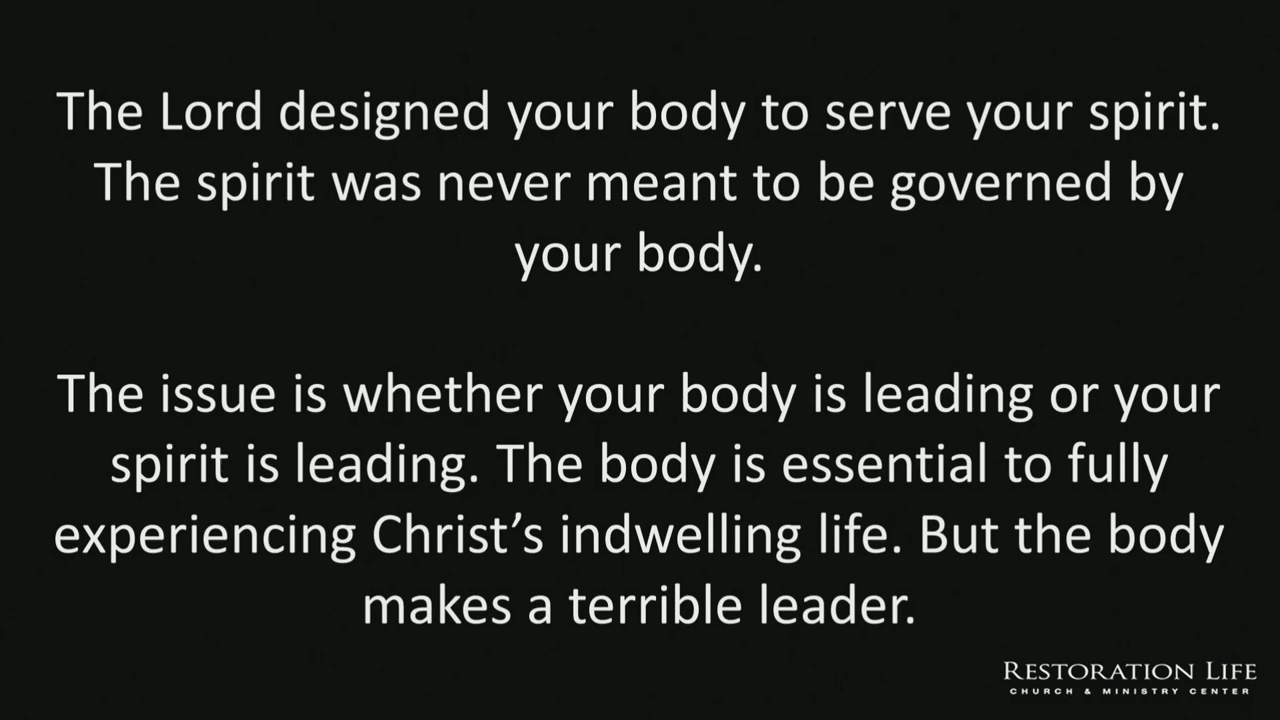 The Lord designed your body to serve your spirit.
The spirit was never meant to be governed by
your body.
The issue is whether your body is leading or your
spirit is leading. The body is essential to fully
experiencing Christ’s indwelling life. But the body
makes a terrible leader.
RESTORATION LIFE
CHURCH & MINISTRY CENTER